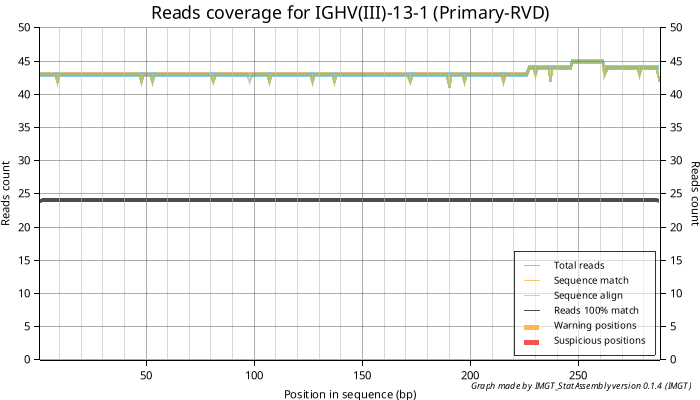 Reads coverage for IGHV(III)-13-1 (Primary-RVD)
50
45
40
35
30
25
20
15
10
5
0
Reads count
50
45
40
35
30
25
20
15
10
5
0
Reads count
Total reads
Sequence match
Sequence align
Reads 100% match
Warning positions
Suspicious positions
50
100
150
200
250
Position in sequence (bp)
Graph made by IMGT_StatAssembly version 0.1.4 (IMGT)